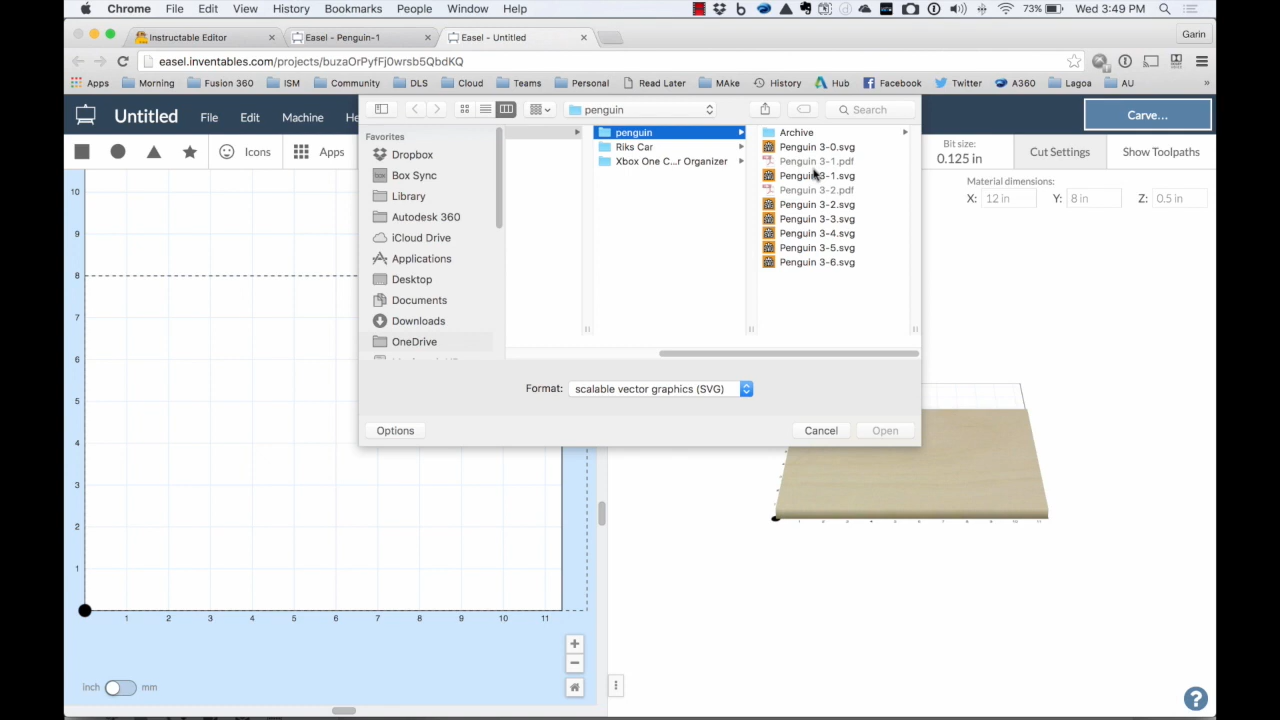 Chrome File Edit View History Bookmarks People Window Help 73% Wed 3:49 PM
Instructable Editor Easel - Penguin-1 Easel - Untitled Garin
easel.inventables.com/projects/buzaOrPyfFj0wrsb5QbdKQ
Apps Morning Fusion 360 ISM Community DLS Cloud Teams Personal Read Later MAke History Hub Facebook Twitter A360 Lagoa AU »
Untitled File Edit Machine He
Carve...
Icons Apps
Bit size:
0.125 in
Cut Settings
Show Toolpaths
Material dimensions:
X: 12 in Y: 8 in Z: 0.5 in
penguin
Search
Favorites
Dropbox
Box Sync
Library
Autodesk 360
iCloud Drive
Applications
Desktop
Documents
Downloads
OneDrive
penguin
Riks Car
Xbox One C...r Organizer
Archive
Penguin 3-0.svg
Penguin 3-1.pdf
Penguin 3-1.svg
Penguin 3-2.pdf
Penguin 3-2.svg
Penguin 3-3.svg
Penguin 3-4.svg
Penguin 3-5.svg
Penguin 3-6.svg
Format: scalable vector graphics (SVG)
Options
Cancel
Open
10
9
8
7
6
5
4
3
2
1
1 2 3 4 5 6 7 8 9 10 11
+
−
inch mm
?